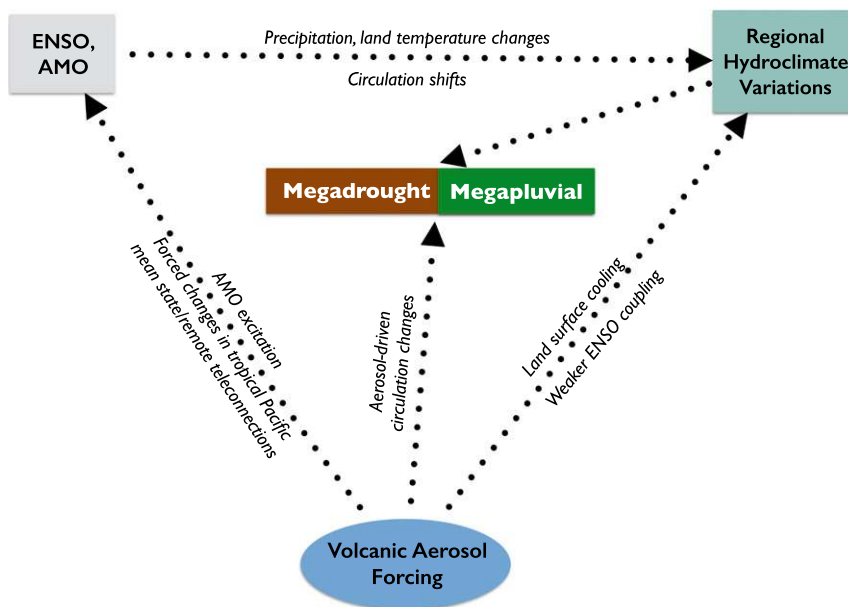 ENSO,
AMO
Precipitation, land temperature changes
Circulation shifts
Regional
Hydroclimate
Variations
Megadrought
Megapluvial
AMO excitation
Forced changes in tropical Pacific
mean state/remote teleconnections
Aerosol-driven
circulation changes
Land surface cooling
Weaker ENSO coupling
Volcanic Aerosol
Forcing